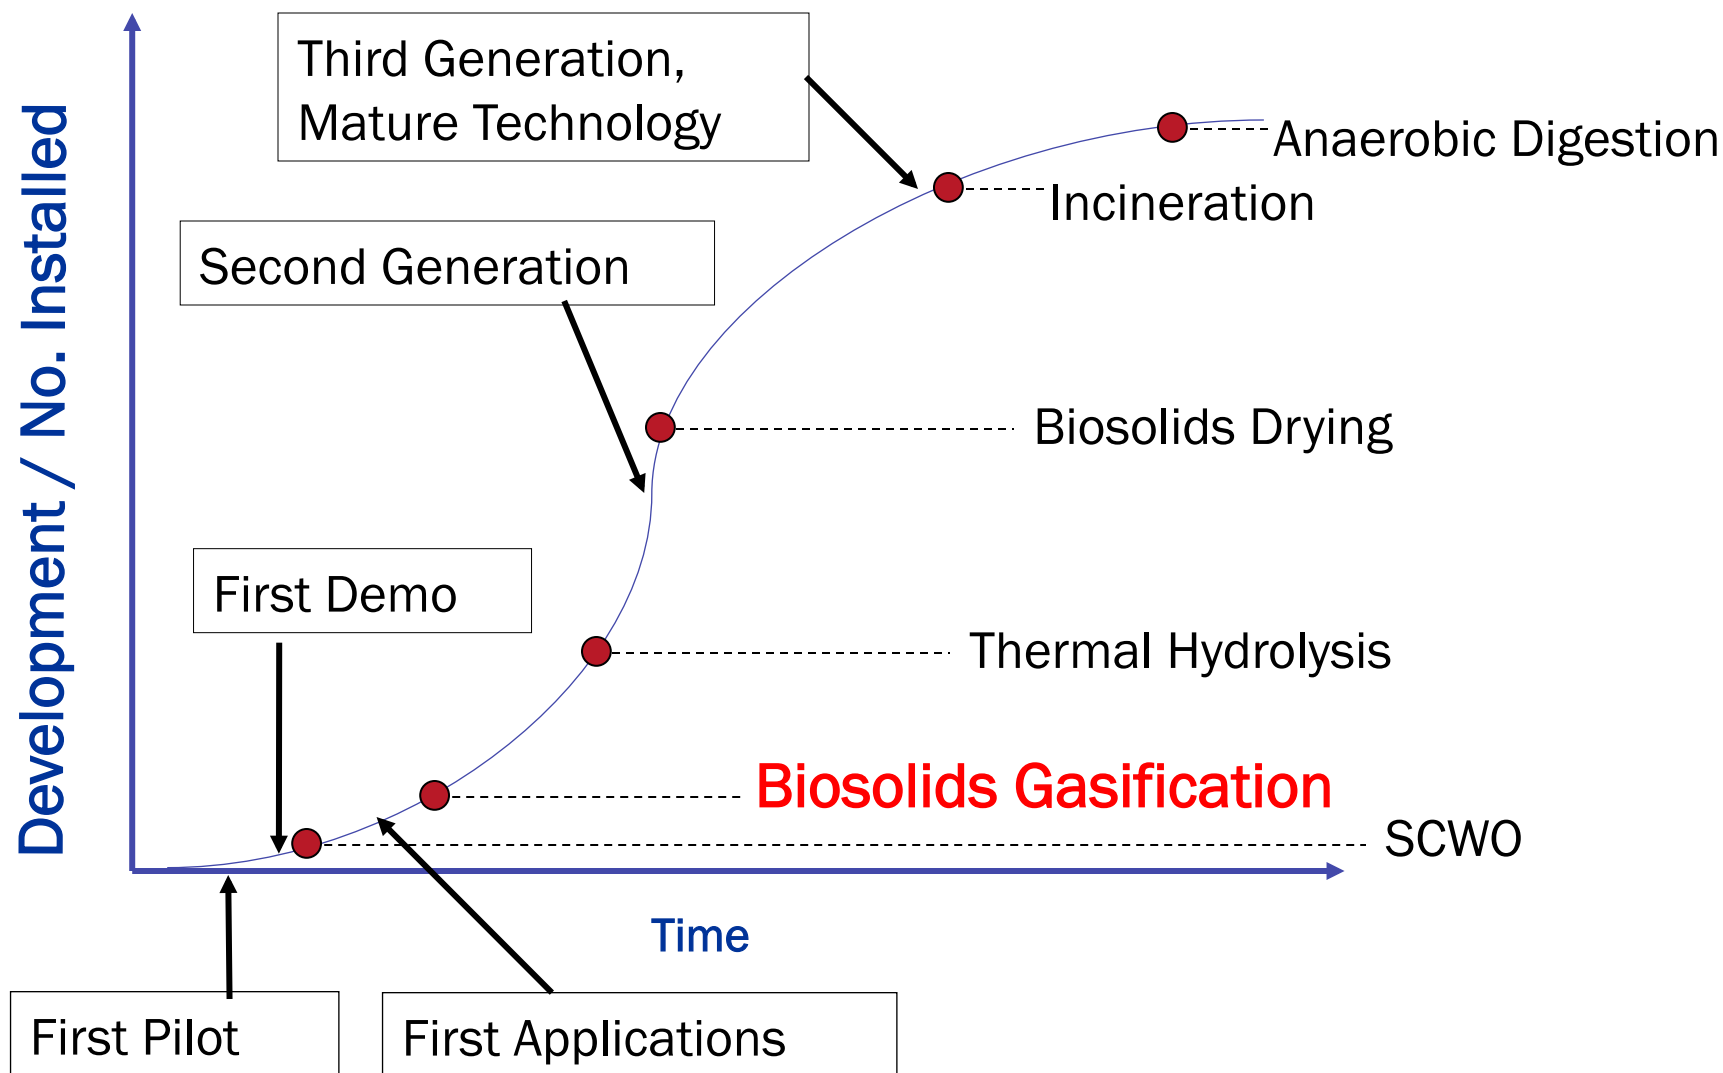 Development / No. Installed
Third Generation,
Mature Technology
Anaerobic Digestion
Incineration
Second Generation
Biosolids Drying
First Demo
Thermal Hydrolysis
Biosolids Gasification
SCWO
Time
First Pilot
First Applications